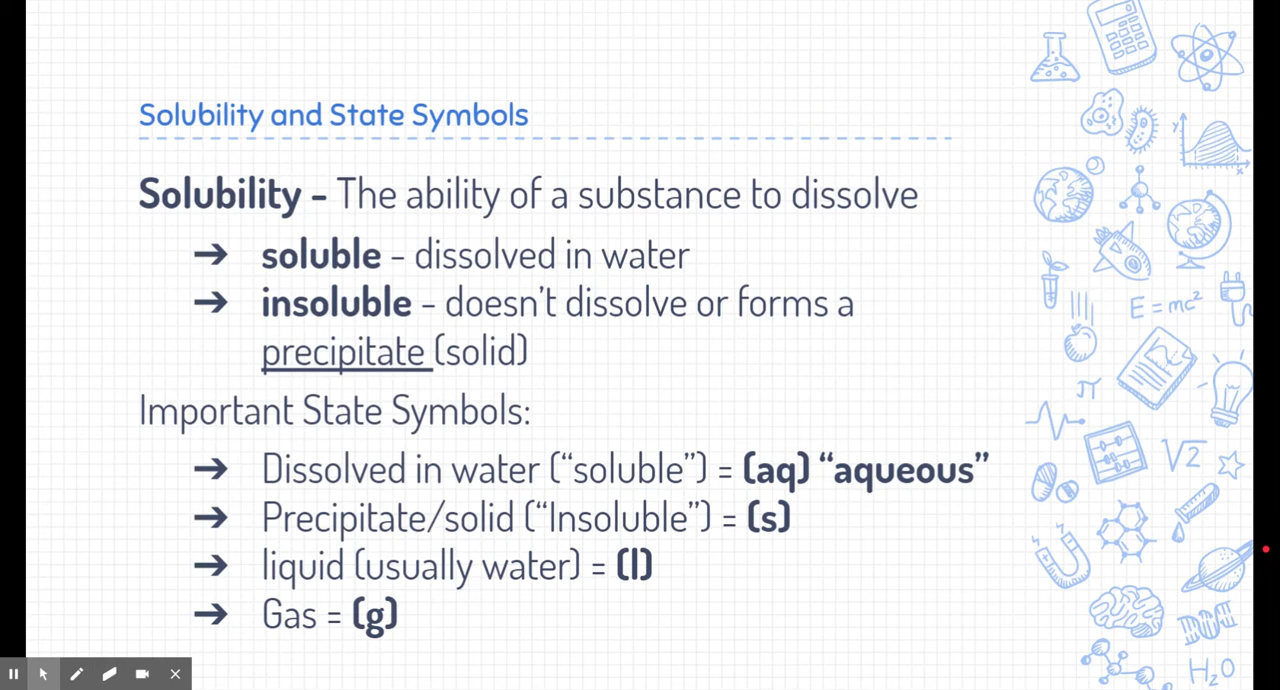 Solubility and State Symbols
Solubility - The ability of a substance to dissolve
➔ soluble - dissolved in water
➔ insoluble - doesn't dissolve or forms a
precipitate (solid)
Important State Symbols:
➔ Dissolved in water (“soluble”) = (aq) “aqueous”
➔ Precipitate/solid (“Insoluble”) = (s)
➔ liquid (usually water) = (l)
➔ Gas = (g)
y
x
E=mc²
π
√2
H₂O